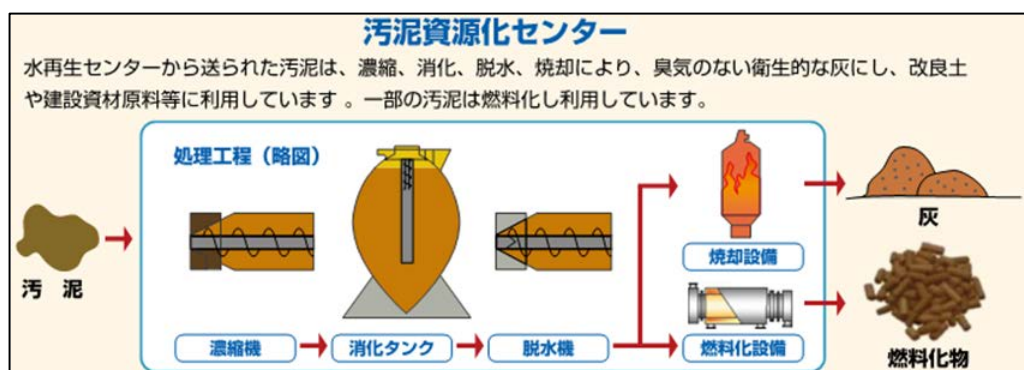 汚泥資源化センター
水再生センターから送られた汚泥は、濃縮、消化、脱水、焼却により、臭気のない衛生的な灰にし、改良土
や建設資材原料等に利用しています 。一部の汚泥は燃料化し利用しています。
処理工程（略図）
汚 泥
濃縮機
消化タンク
脱水機
焼却設備
燃料化設備
灰
燃料化物